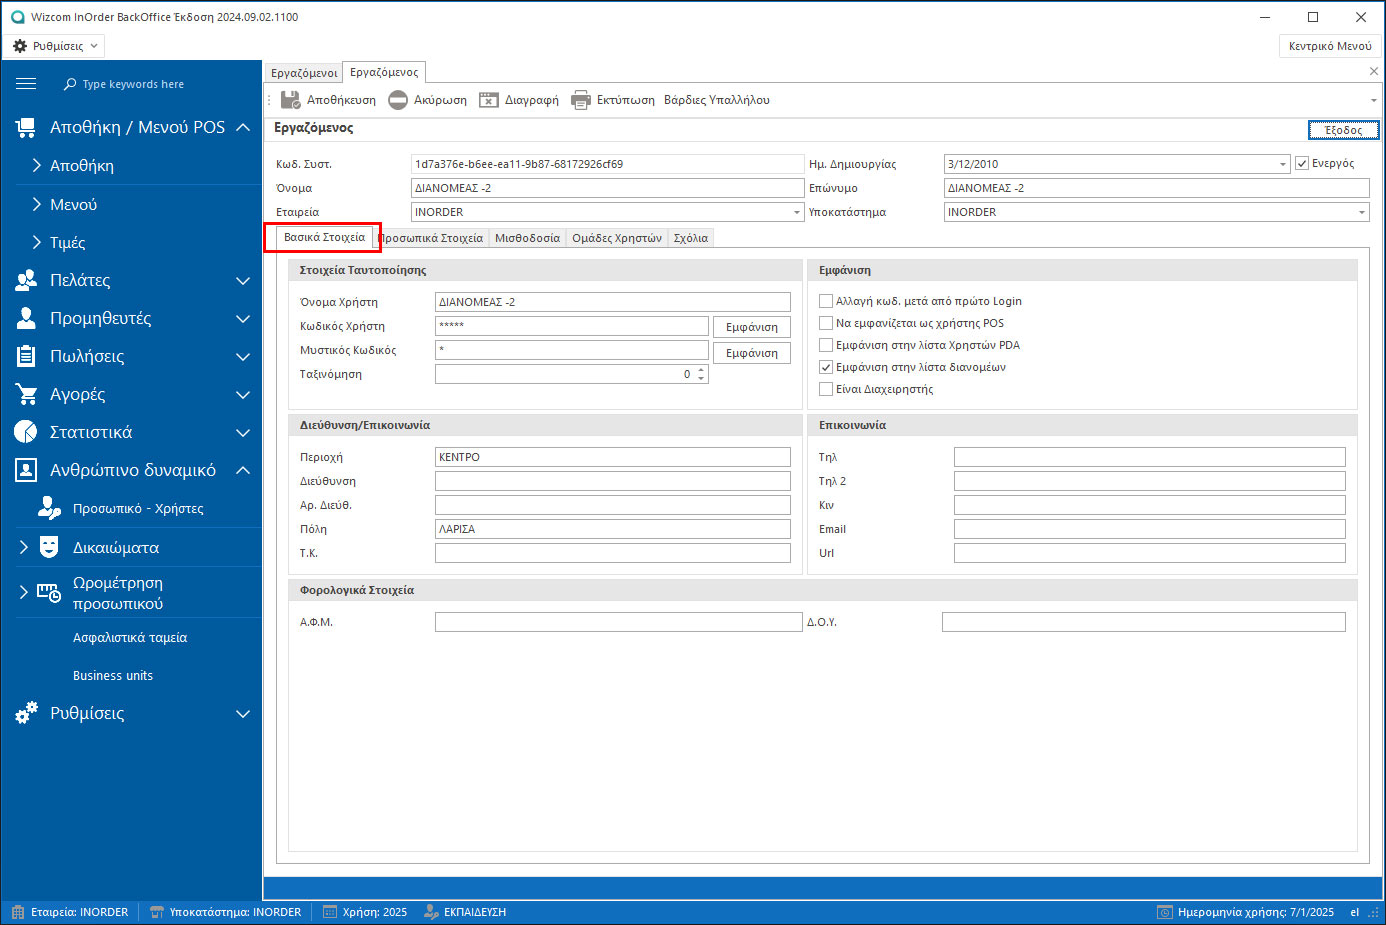 Wizcom InOrder BackOffice Έκδοση 2024.09.02.1100
Ρυθμίσεις
Κεντρικό Μενού
Type keywords here
Αποθήκη / Μενού POS
Αποθήκη
Μενού
Τιμές
Πελάτες
Προμηθευτές
Πωλήσεις
Αγορές
Στατιστικά
Ανθρώπινο δυναμικό
Προσωπικό - Χρήστες
Δικαιώματα
Ωρομέτρηση
προσωπικού
Ασφαλιστικά ταμεία
Business units
Ρυθμίσεις
Εργαζόμενοι Εργαζόμενος
Αποθήκευση Ακύρωση Διαγραφή Εκτύπωση Βάρδιες Υπαλλήλου
Εργαζόμενος Έξοδος
Κωδ. Συστ. 1d7a376e-b6ee-ea11-9b87-68172926cf69 Ημ. Δημιουργίας 3/12/2010 Ενεργός
Όνομα ΔΙΑΝΟΜΕΑΣ -2 Επώνυμο ΔΙΑΝΟΜΕΑΣ -2
Εταιρεία INORDER Υποκατάστημα INORDER
Βασικά Στοιχεία Προσωπικά Στοιχεία Μισθοδοσία Ομάδες Χρηστών Σχόλια
Στοιχεία Ταυτοποίησης
Όνομα Χρήστη ΔΙΑΝΟΜΕΑΣ -2
Κωδικός Χρήστη ***** Εμφάνιση
Μυστικός Κωδικός * Εμφάνιση
Ταξινόμηση 0
Εμφάνιση
Αλλαγή κωδ. μετά από πρώτο Login
Να εμφανίζεται ως χρήστης POS
Εμφάνιση στην λίστα Χρηστών PDA
Εμφάνιση στην λίστα διανομέων
Είναι Διαχειρηστής
Διεύθυνση/Επικοινωνία
Περιοχή ΚΕΝΤΡΟ
Διεύθυνση
Αρ. Διεύθ.
Πόλη ΛΑΡΙΣΑ
Τ.Κ.
Επικοινωνία
Τηλ
Τηλ 2
Κιν
Email
Url
Φορολογικά Στοιχεία
Α.Φ.Μ. Δ.Ο.Υ.
Εταιρεία: INORDER Υποκατάστημα: INORDER Χρήση: 2025 ΕΚΠΑΙΔΕΥΣΗ Ημερομηνία χρήσης: 7/1/2025 el